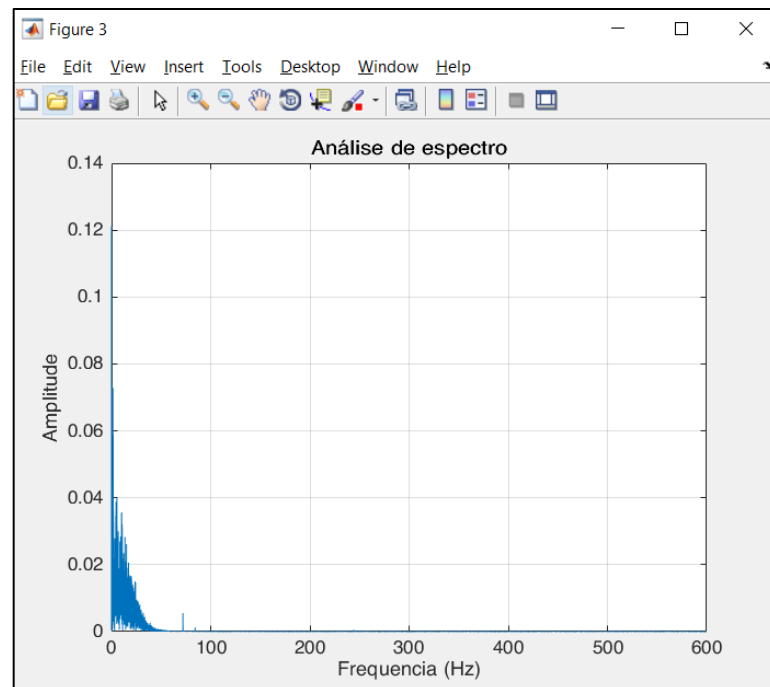 Figure 3
File Edit View Insert Tools Desktop Window Help
Análise de espectro
0.14
0.12
0.1
0.08
0.06
0.04
0.02
0
Amplitude
0 100 200 300 400 500 600
Frequencia (Hz)